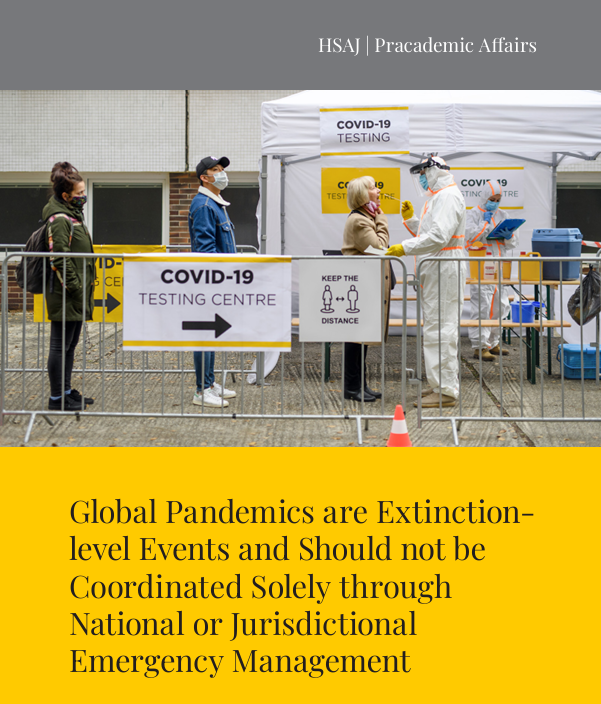 HSAJ | Pracademic Affairs
COVID-19
TESTING
COVID-19
TESTING CENTRE
KEEP THE
DISTANCE
Global Pandemics are Extinction-
level Events and Should not be
Coordinated Solely through
National or Jurisdictional
Emergency Management